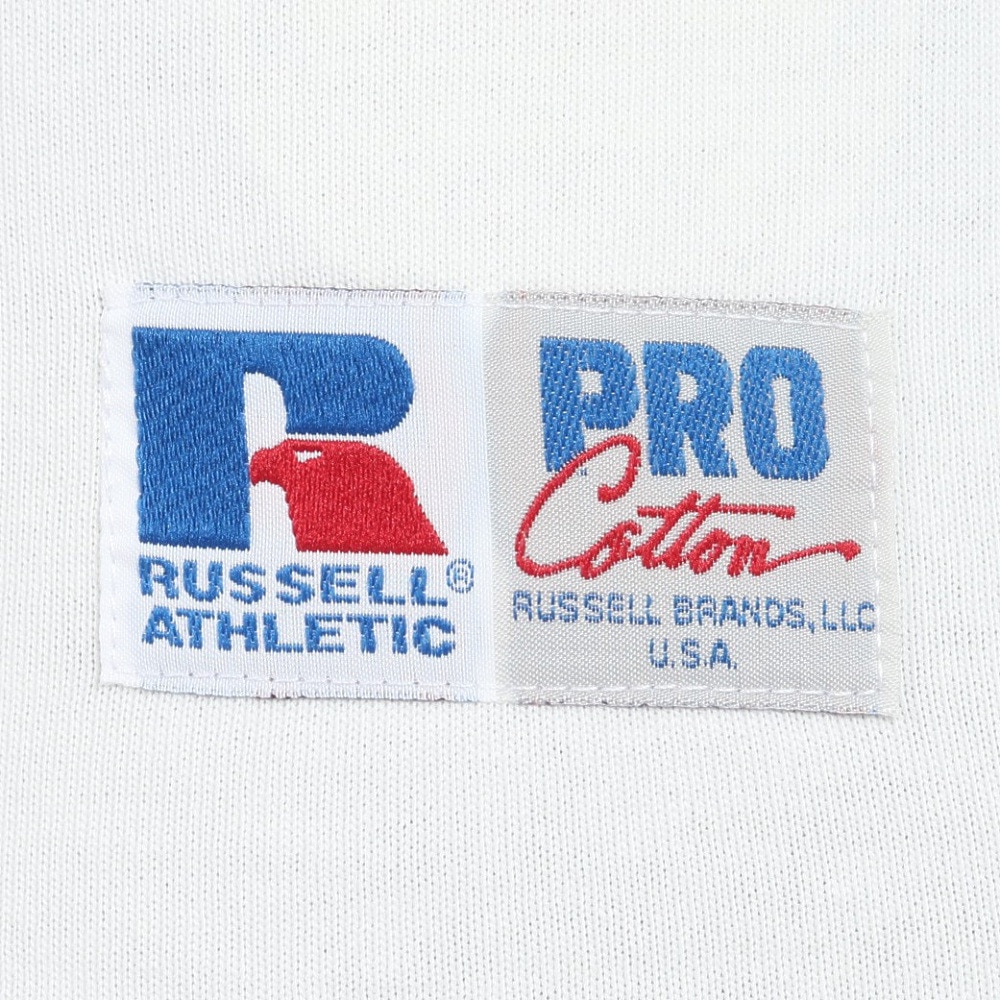 R
RUSSELL®
ATHLETIC
PRO
Cotton
RUSSELL BRANDS, LLC
U.S.A.